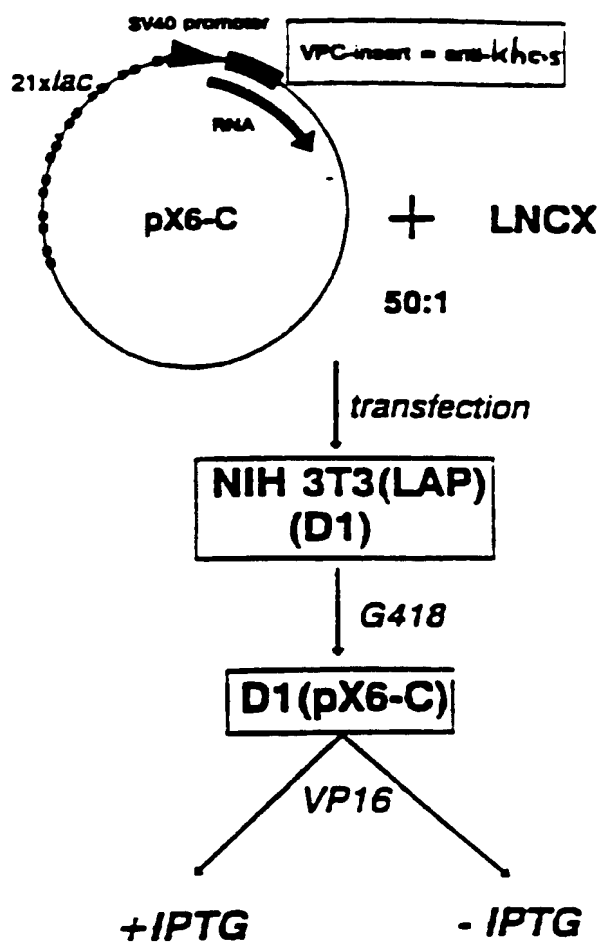 SV40 promoter
VPC-insert = anti-khcs
21xlac
RNA
pX6-C
+
LNCX
50:1
transfection
NIH 3T3(LAP)
(D1)
G418
D1(pX6-C)
VP16
+IPTG
- IPTG